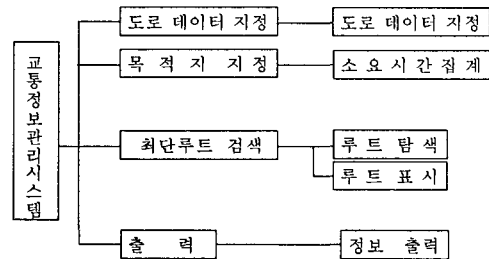 교통정보관리시스템
도로 데이터 지정
도로 데이터 지정
목적지 지정
소요시간집계
최단루트 검색
루트 탐색
루트 표시
출력
정보 출력